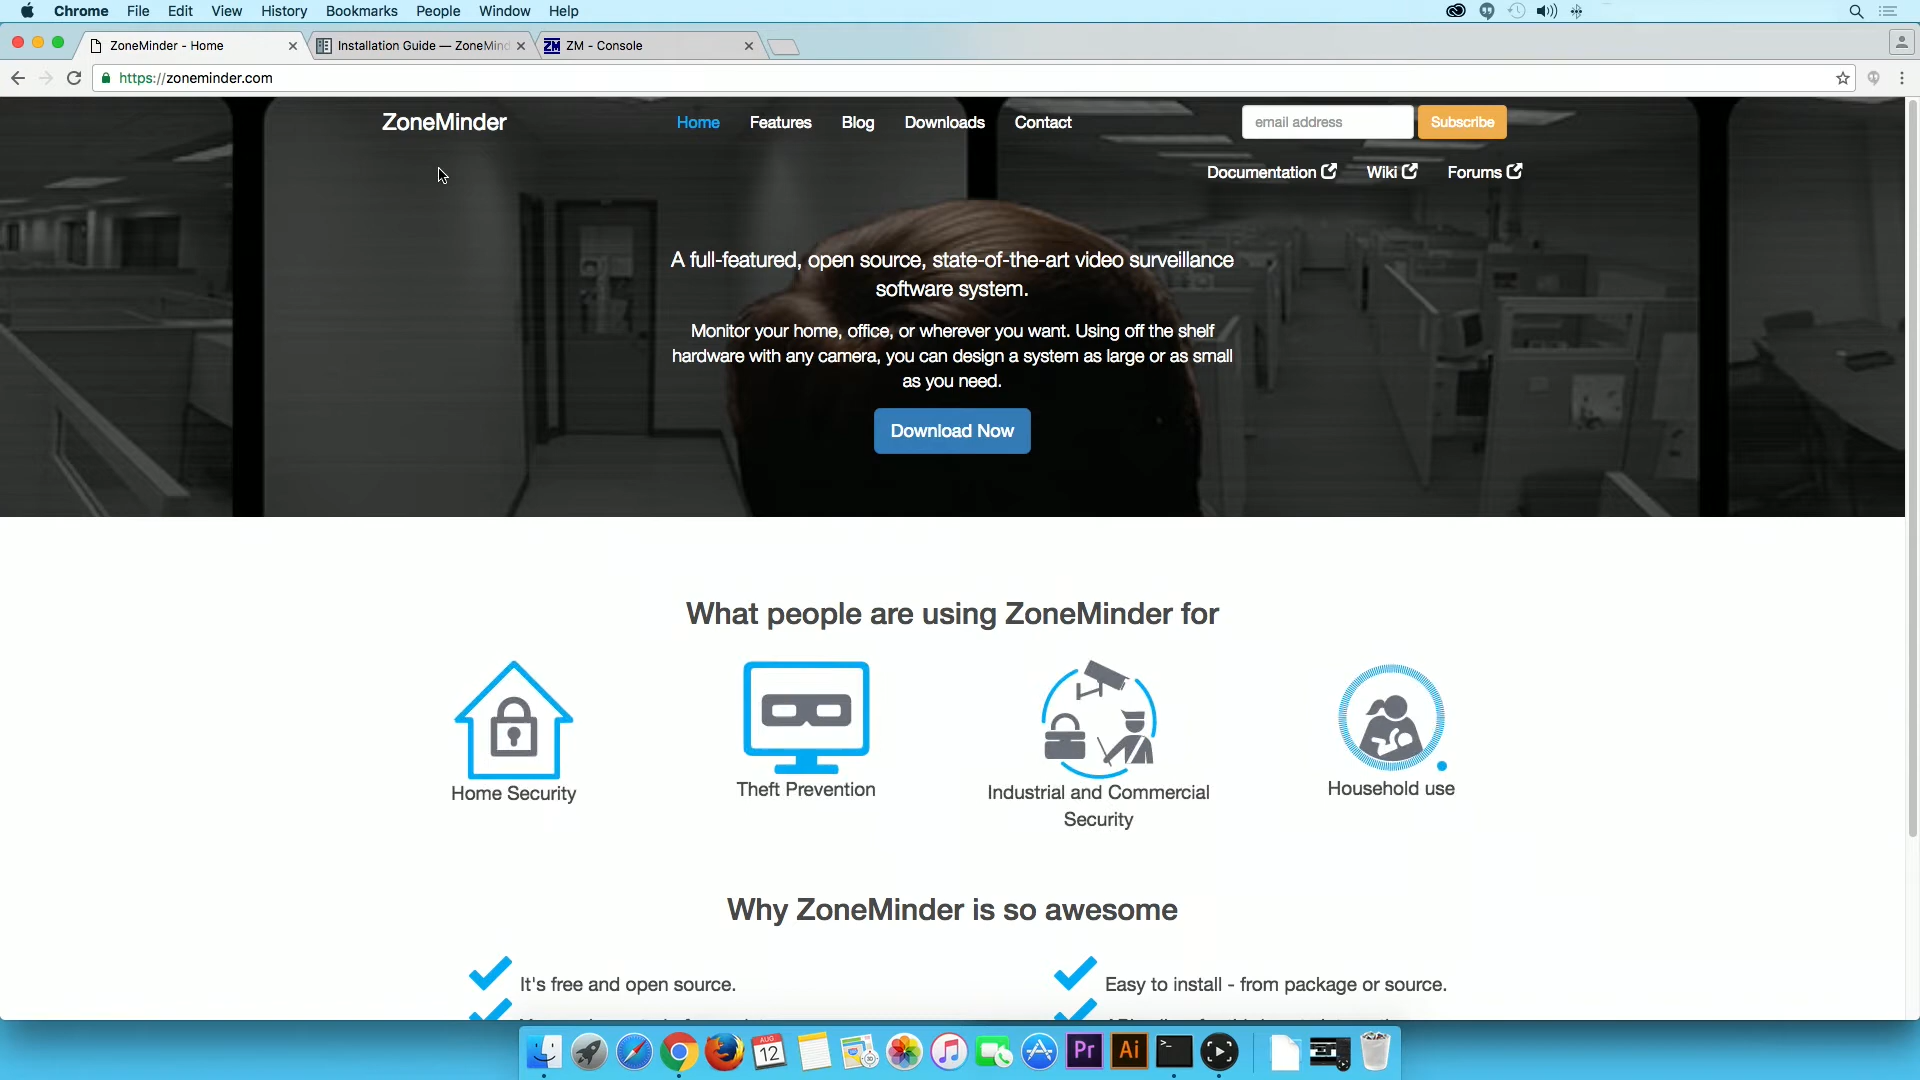 Chrome File Edit View History Bookmarks People Window Help
ZoneMinder - Home
Installation Guide — ZoneMind
ZM ZM - Console
https://zoneminder.com
ZoneMinder
Home Features Blog Downloads Contact
email address Subscribe
Documentation Wiki Forums
A full-featured, open source, state-of-the-art video surveillance
software system.
Monitor your home, office, or wherever you want. Using off the shelf
hardware with any camera, you can design a system as large or as small
as you need.
Download Now
What people are using ZoneMinder for
Home Security
Theft Prevention
Industrial and Commercial
Security
Household use
Why ZoneMinder is so awesome
It's free and open source.
Easy to install - from package or source.
AUG
12
Pr
Ai